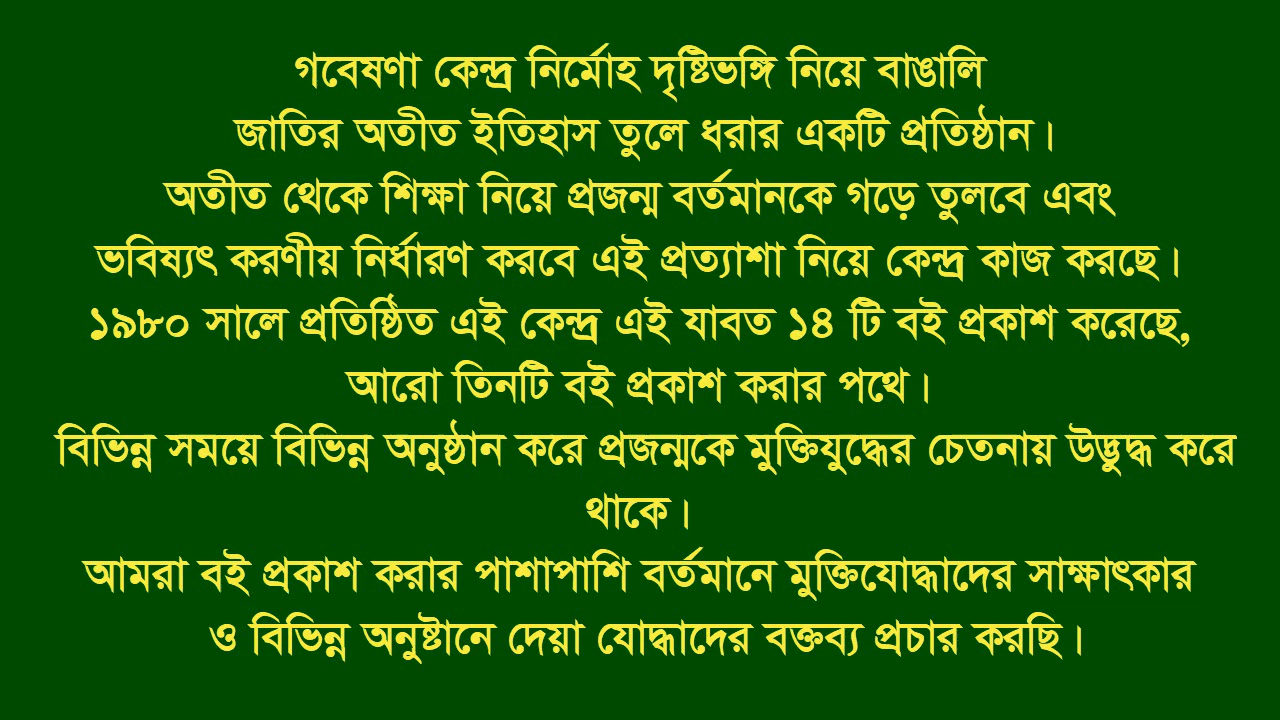 গবেষণা কেন্দ্র নির্মোহ দৃষ্টিভঙ্গি নিয়ে বাঙালি
জাতির অতীত ইতিহাস তুলে ধরার একটি প্রতিষ্ঠান।
অতীত থেকে শিক্ষা নিয়ে প্রজন্ম বর্তমানকে গড়ে তুলবে এবং
ভবিষ্যৎ করণীয় নির্ধারণ করবে এই প্রত্যাশা নিয়ে কেন্দ্র কাজ করছে।
১৯৮০ সালে প্রতিষ্ঠিত এই কেন্দ্র এই যাবত ১৪ টি বই প্রকাশ করেছে,
আরো তিনটি বই প্রকাশ করার পথে।
বিভিন্ন সময়ে বিভিন্ন অনুষ্ঠান করে প্রজন্মকে মুক্তিযুদ্ধের চেতনায় উদ্ভুদ্ধ করে
থাকে।
আমরা বই প্রকাশ করার পাশাপাশি বর্তমানে মুক্তিযোদ্ধাদের সাক্ষাৎকার
ও বিভিন্ন অনুষ্টানে দেয়া যোদ্ধাদের বক্তব্য প্রচার করছি।